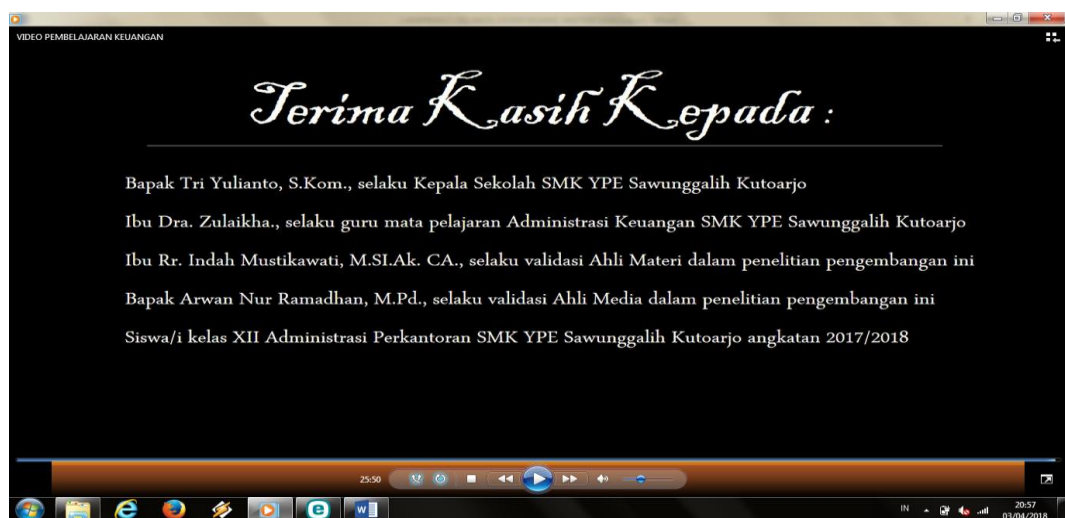 VIDEO PEMBELAJARAN KEUANGAN
Terima Kasih Kepada :
Bapak Tri Yulianto, S.Kom., selaku Kepala Sekolah SMK YPE Sawunggalih Kutoarjo
Ibu Dra. Zulaikha., selaku guru mata pelajaran Administrasi Keuangan SMK YPE Sawunggalih Kutoarjo
Ibu Rr. Indah Mustikawati, M.SI.Ak. CA., selaku validasi Ahli Materi dalam penelitian pengembangan ini
Bapak Arwan Nur Ramadhan, M.Pd., selaku validasi Ahli Media dalam penelitian pengembangan ini
Siswa/i kelas XII Administrasi Perkantoran SMK YPE Sawunggalih Kutoarjo angkatan 2017/2018
25:50
IN
20:57
03/04/2018